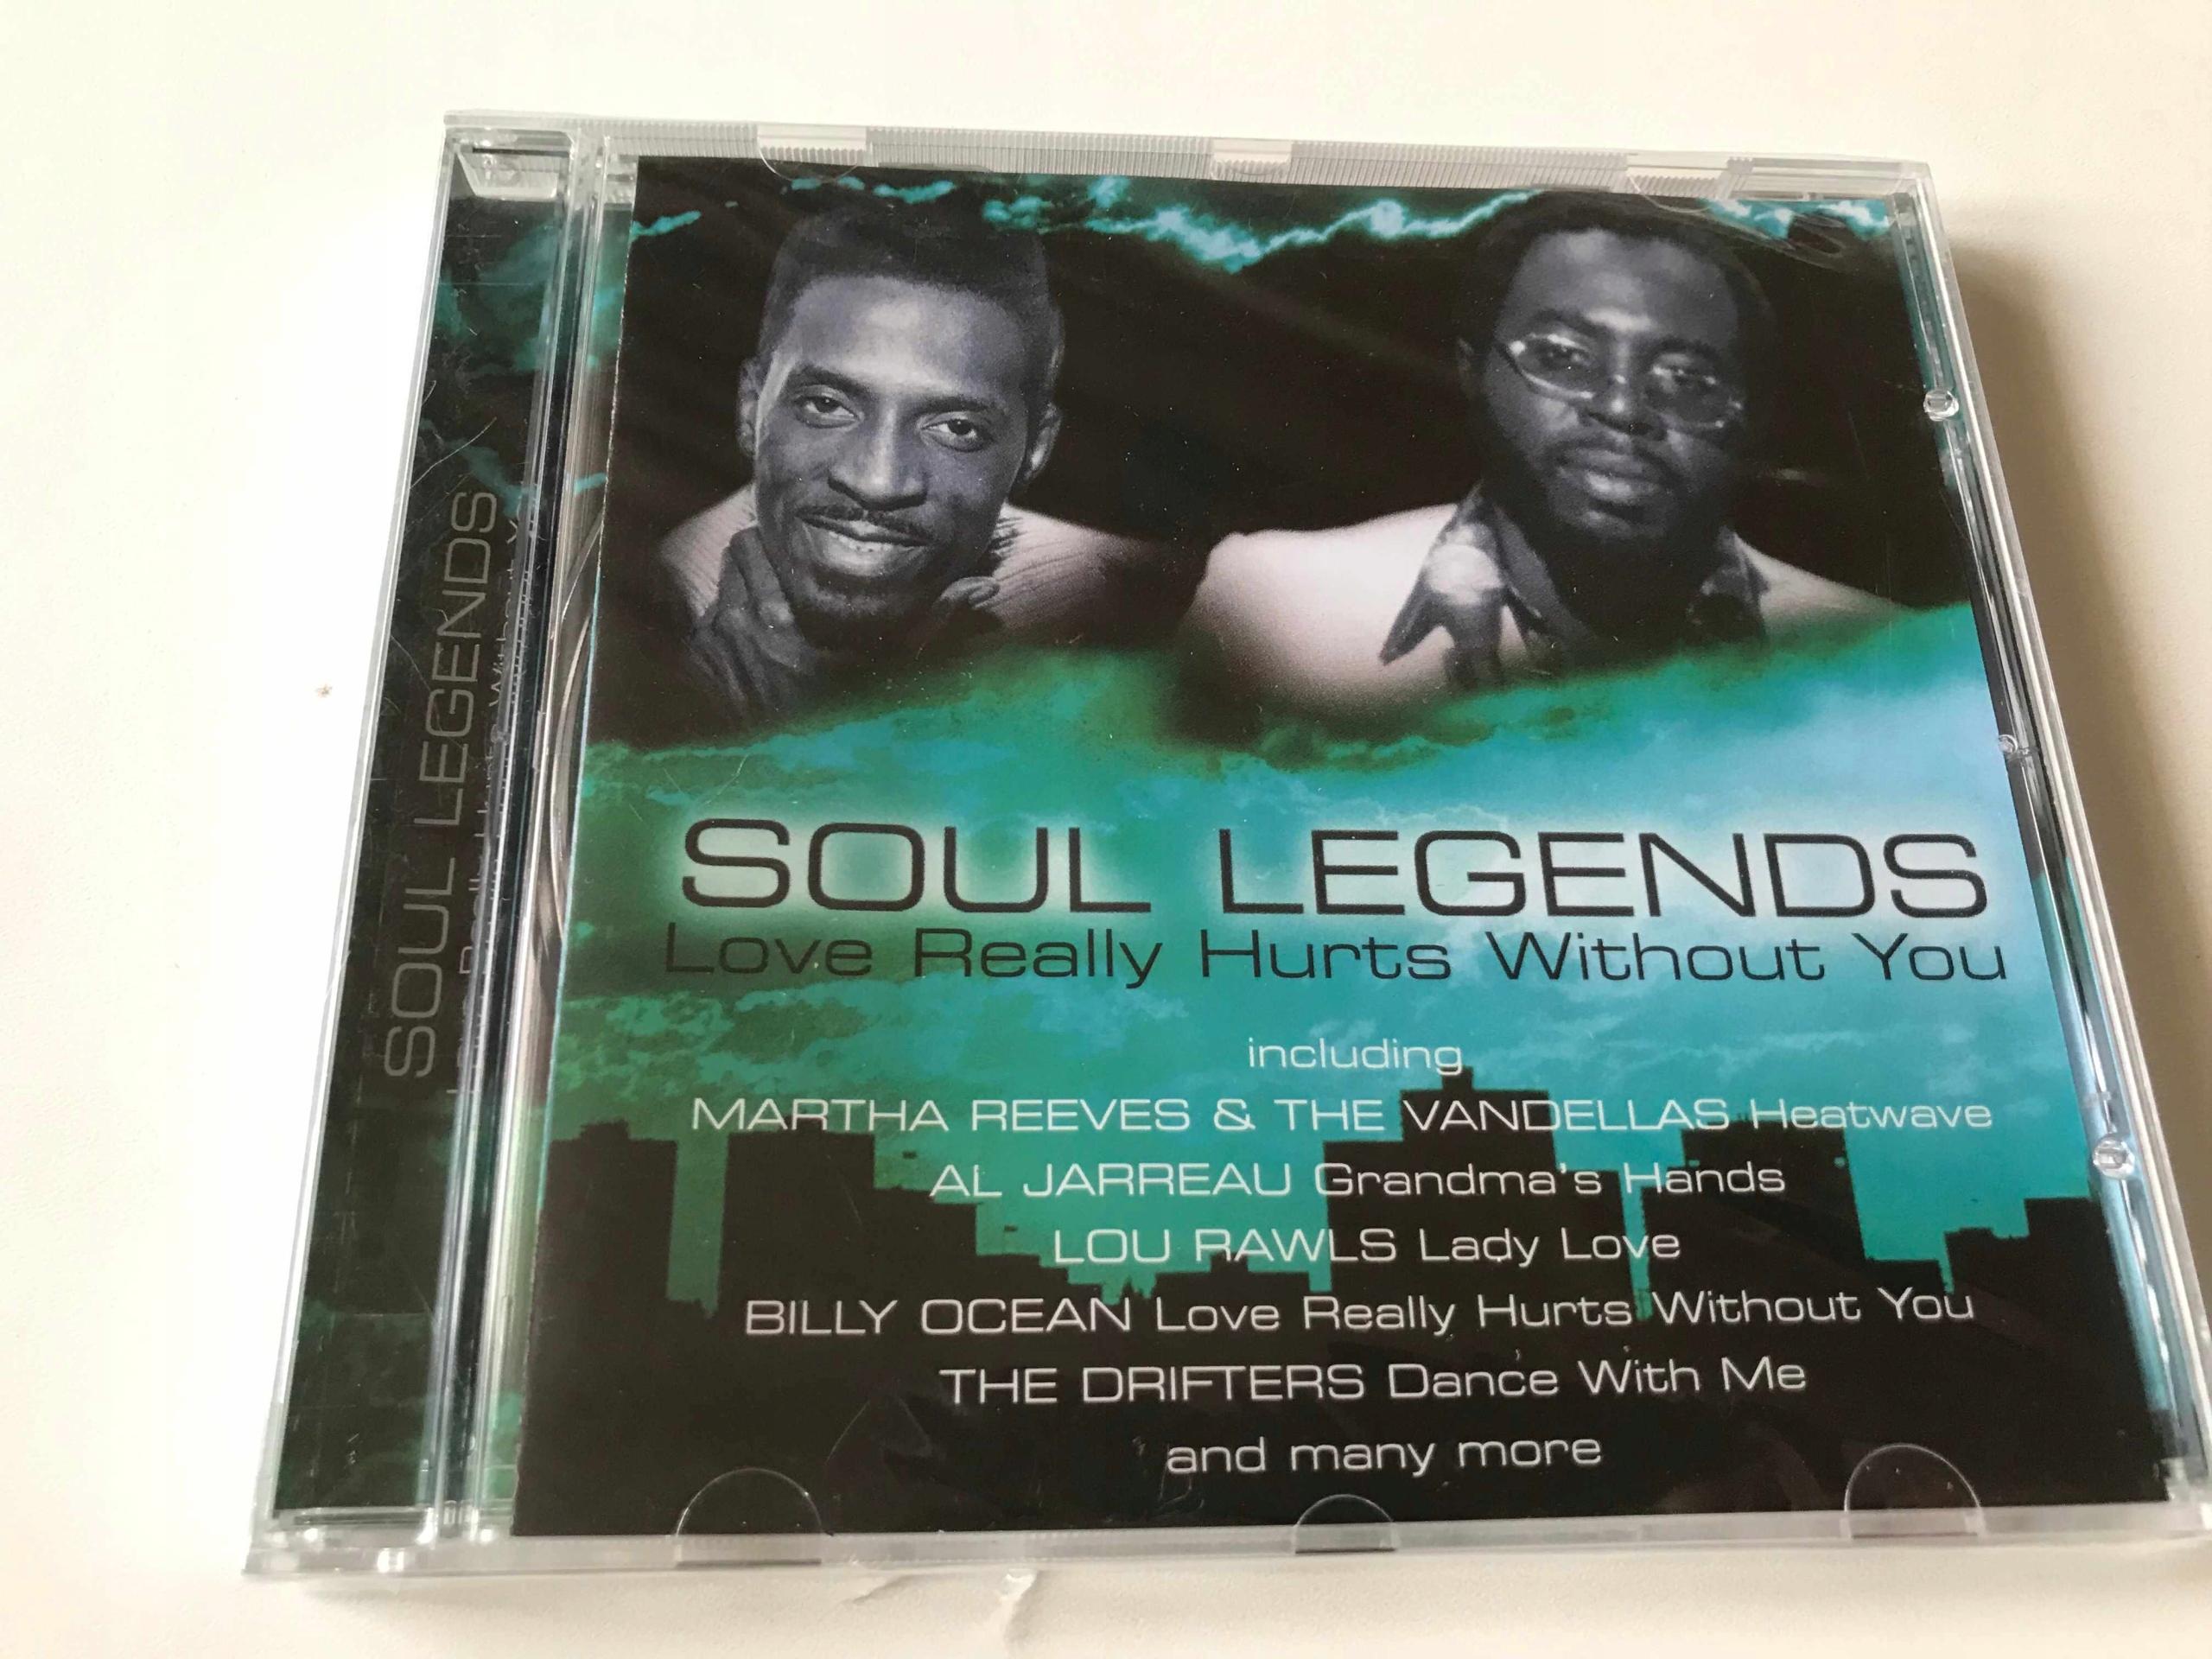 SOUL LEGENDS
SOUL LEGENDS
Love Really Hurts Without You
including
MARTHA REEVES & THE VANDELLAS Heatwave
AL JARREAU Grandma's Hands
LOU RAWLS Lady Love
BILLY OCEAN Love Really Hurts Without You
THE DRIFTERS Dance With Me
and many more